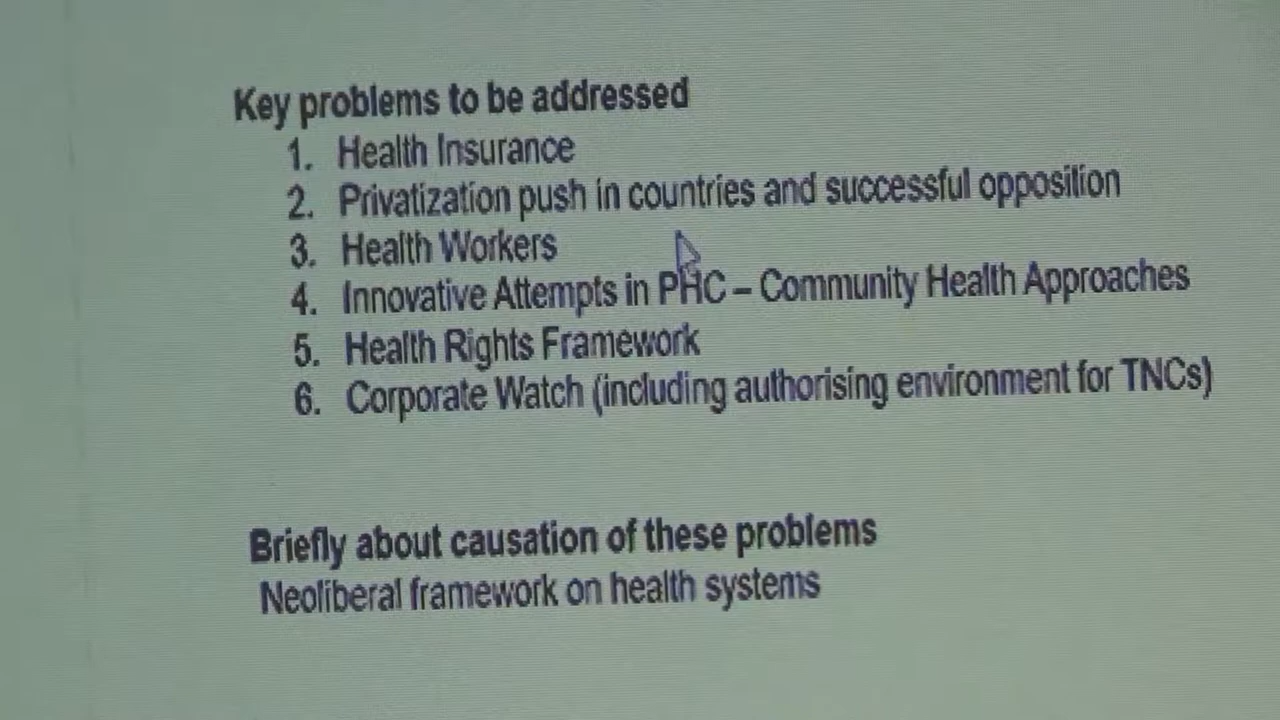 Key problems to be addressed
1. Health Insurance
2. Privatization push in countries and successful opposition
3. Health Workers
4. Innovative Attempts in PHC – Community Health Approaches
5. Health Rights Framework
6. Corporate Watch (including authorising environment for TNCs)
Briefly about causation of these problems
Neoliberal framework on health systems